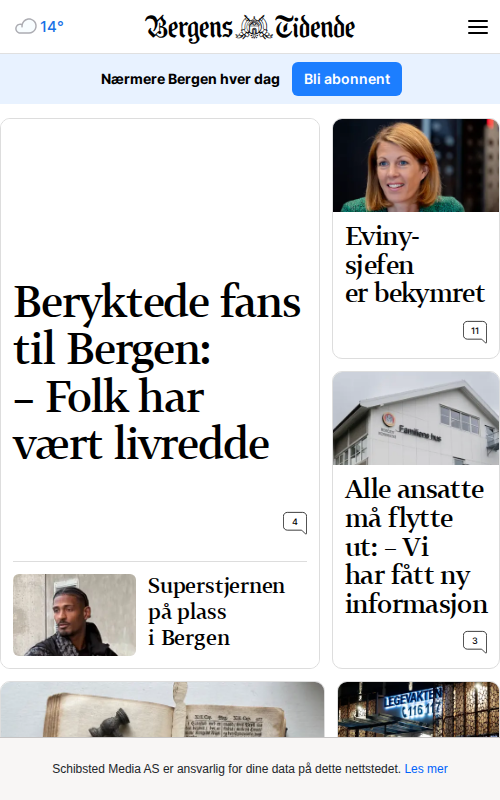 14°
Bergens Tidende
Nærmere Bergen hver dag
Bli abonnent
Beryktede fans
til Bergen:
– Folk har
vært livredde
4
Superstjernen
på plass
i Bergen
Eviny-
sjefen
er bekymret
11
Familiens hus
Alle ansatte
må flytte
ut: – Vi
har fått ny
informasjon
3
LEGEVAKTEN
116 117
Schibsted Media AS er ansvarlig for dine data på dette nettstedet. Les mer